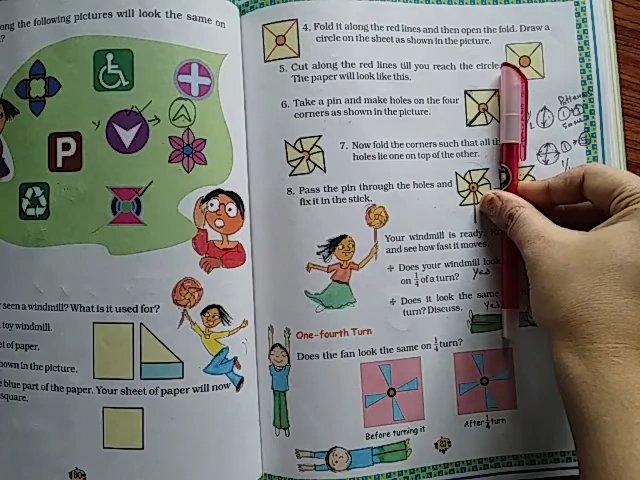 ong the following pictures will look the same on
?
P
seen a windmill? What is it used for?
toy windmill.
et of paper.
hown in the picture.
blue part of the paper. Your sheet of paper will now
square.
80
4. Fold it along the red lines and then open the fold. Draw a
circle on the sheet as shown in the picture.
5. Cut along the red lines till you reach the circle.
The paper will look like this.
6. Take a pin and make holes on the four
corners as shown in the picture.
7. Now fold the corners such that all th
holes lie one on top of the other.
8. Pass the pin through the holes and
fix it in the stick.
Your windmill is ready.
and see how fast it moves.
Does your windmill look
on 1/4 of a turn? yes
Does it look the same
turn? Discuss. yes
One-fourth Turn
Does the fan look the same on 1/4 turn?
Before turning it
After 1/4 turn
81